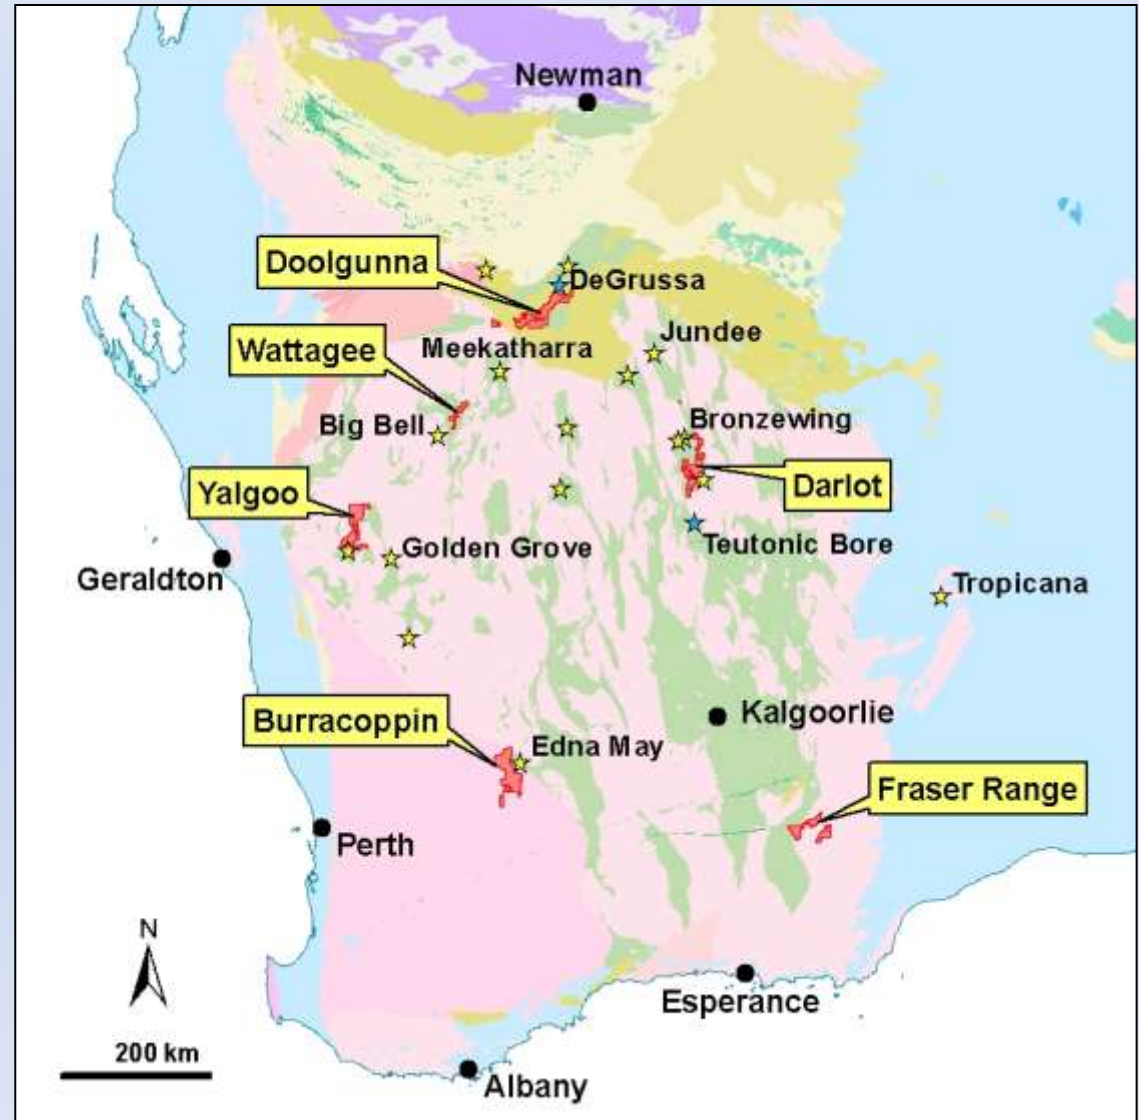 Newman
Doolgunna
DeGrussa
Wattagee
Meekatharra
Jundee
Big Bell
Bronzewing
Yalgoo
Darlot
Golden Grove
Teutonic Bore
Geraldton
Tropicana
Burracoppin
Kalgoorlie
Edna May
Fraser Range
Perth
N
Esperance
200 km
Albany